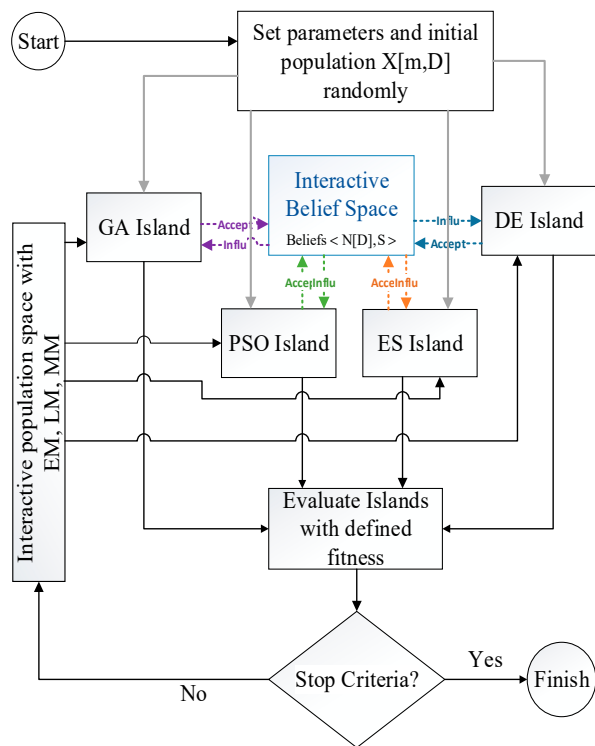 Start
Set parameters and initial
population X[m,D]
randomly
Interactive
Belief Space
Beliefs < N[D],S >
GA Island
DE Island
Accept
Influ
Influ
Accept
Influ
Influ
PSO Island
ES Island
Interactive population space with
EM, LM, MM
Evaluate Islands
with defined
fitness
Stop Criteria?
Yes
No
Finish